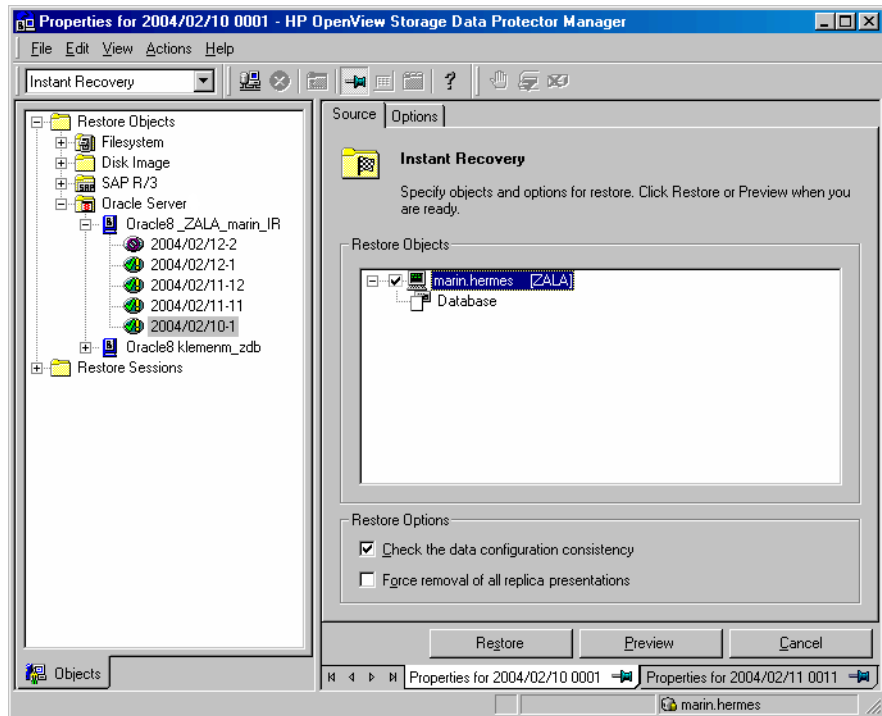 Properties for 2004/02/10 0001 - HP OpenView Storage Data Protector Manager
File Edit View Actions Help
Instant Recovery
Restore Objects
Filesystem
Disk Image
SAP R/3
Oracle Server
Oracle8 _ZALA_marin_IR
2004/02/12-2
2004/02/12-1
2004/02/11-12
2004/02/11-11
2004/02/10-1
Oracle8 klemenm_zdb
Restore Sessions
Objects
Source Options
Instant Recovery
Specify objects and options for restore. Click Restore or Preview when you
are ready.
Restore Objects
marin.hermes [ZALA]
Database
Restore Options
Check the data configuration consistency
Force removal of all replica presentations
Restore Preview Cancel
Properties for 2004/02/10 0001 Properties for 2004/02/11 0011
marin.hermes